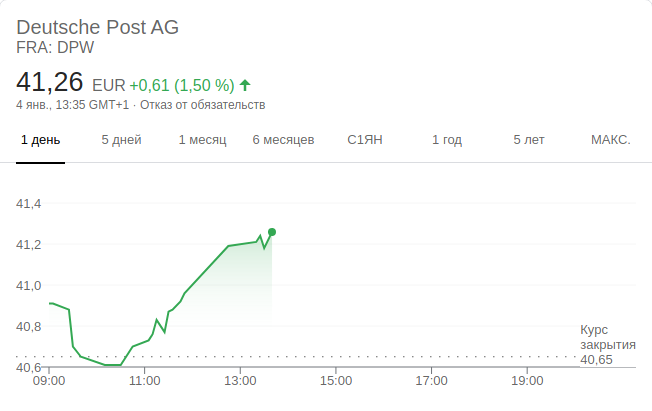 Deutsche Post AG
FRA: DPW
41,26 EUR +0,61 (1,50 %)
4 янв., 13:35 GMT+1 · Отказ от обязательств
1 день 5 дней 1 месяц 6 месяцев С1ЯН 1 год 5 лет МАКС.
41,4
41,2
41,0
40,8
Курс
закрытия
40,65
40,6
09:00 11:00 13:00 15:00 17:00 19:00